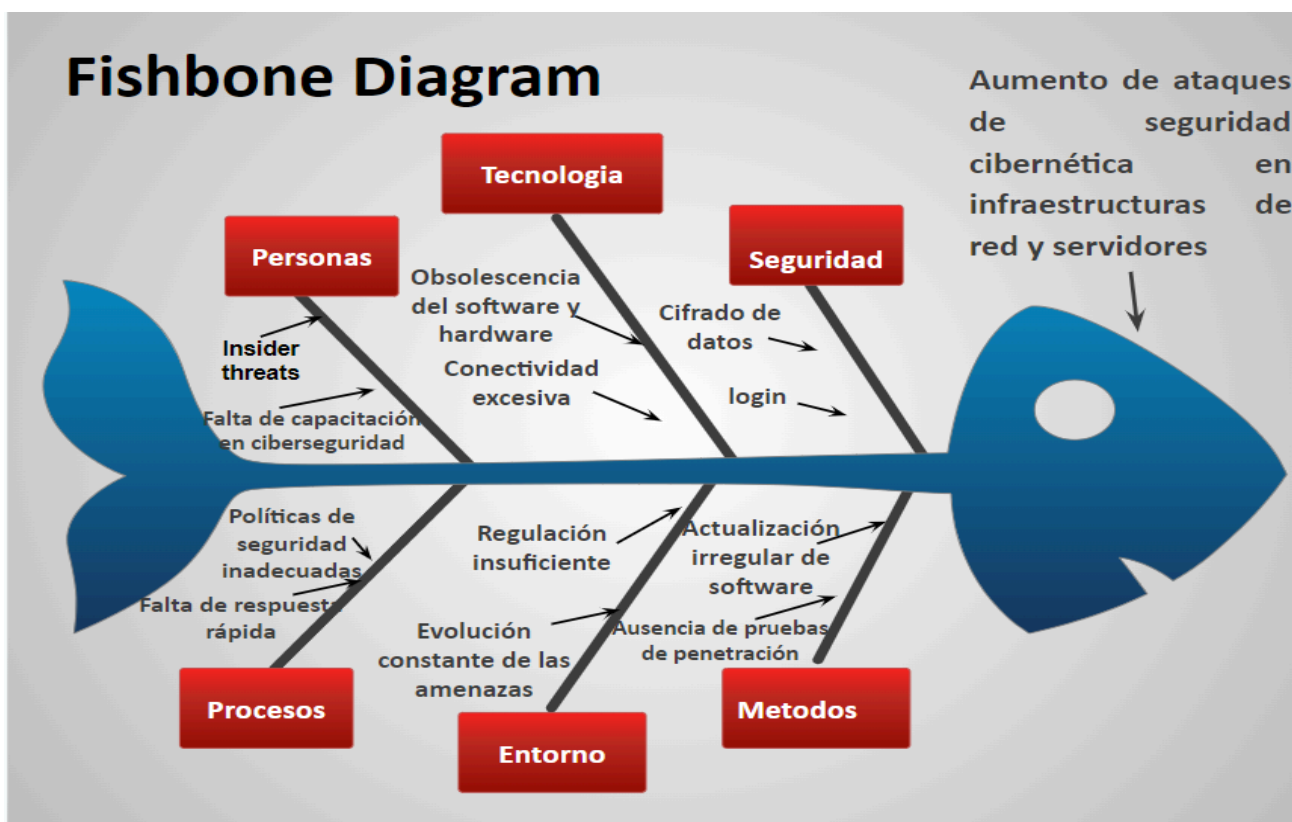 Fishbone Diagram
Aumento de ataques
de seguridad
cibernética en
infraestructuras de
red y servidores
Tecnologia
Personas
Seguridad
Obsolescencia
del software y
hardware
Cifrado de
datos
Insider
threats
Conectividad
excesiva
login
Falta de capacitación
en ciberseguridad
Políticas de
seguridad
inadecuadas
Falta de respuesta
rápida
Regulación
insuficiente
Actualización
irregular de
software
Evolución
constante de las
amenazas
Ausencia de pruebas
de penetración
Procesos
Entorno
Metodos